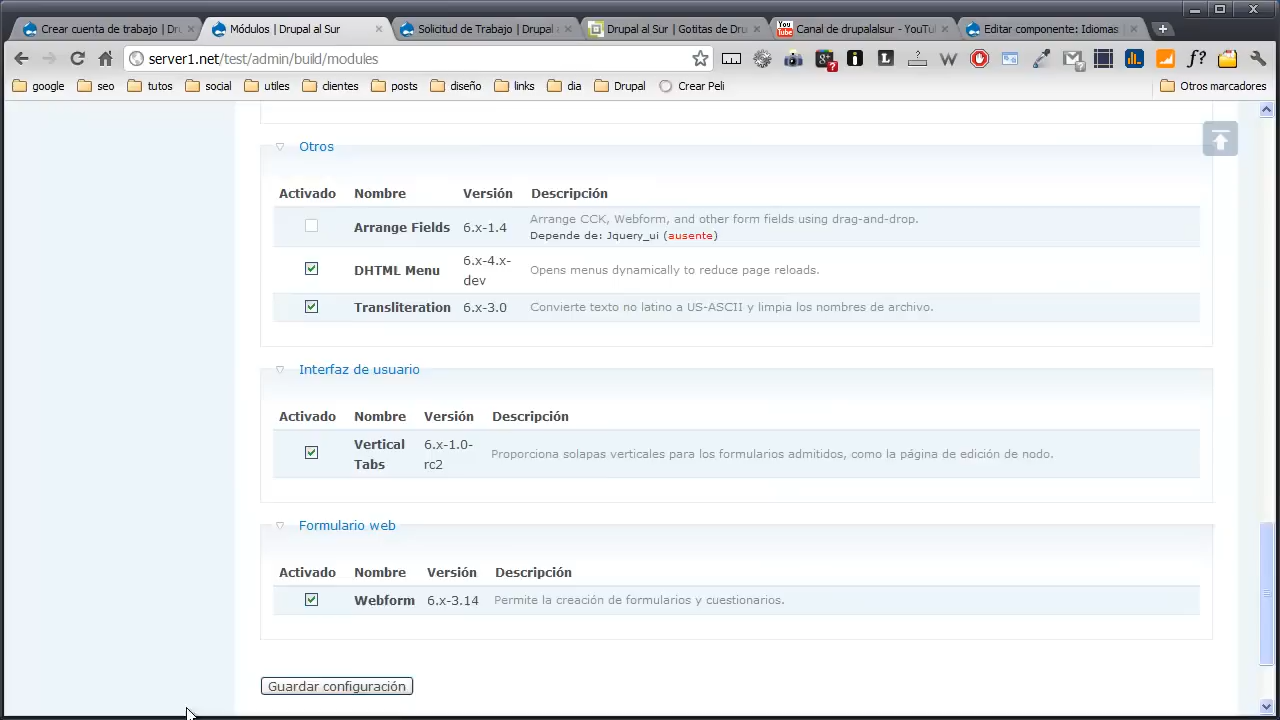 Crear cuenta de trabajo | Dru
Módulos | Drupal al Sur
Solicitud de Trabajo | Drupal
Drupal al Sur | Gotitas de Dru
Canal de drupalalsur - YouTu
Editar componente: Idiomas
server1.net/test/admin/build/modules
google
seo
tutos
social
utiles
clientes
posts
diseño
links
dia
Drupal
Crear Peli
Otros marcadores
Otros
Activado Nombre Versión Descripción
Arrange Fields 6.x-1.4 Arrange CCK, Webform, and other form fields using drag-and-drop.
Depende de: Jquery_ui (ausente)
DHTML Menu 6.x-4.x-dev Opens menus dynamically to reduce page reloads.
Transliteration 6.x-3.0 Convierte texto no latino a US-ASCII y limpia los nombres de archivo.
Interfaz de usuario
Activado Nombre Versión Descripción
Vertical Tabs 6.x-1.0-rc2 Proporciona solapas verticales para los formularios admitidos, como la página de edición de nodo.
Formulario web
Activado Nombre Versión Descripción
Webform 6.x-3.14 Permite la creación de formularios y cuestionarios.
Guardar configuración